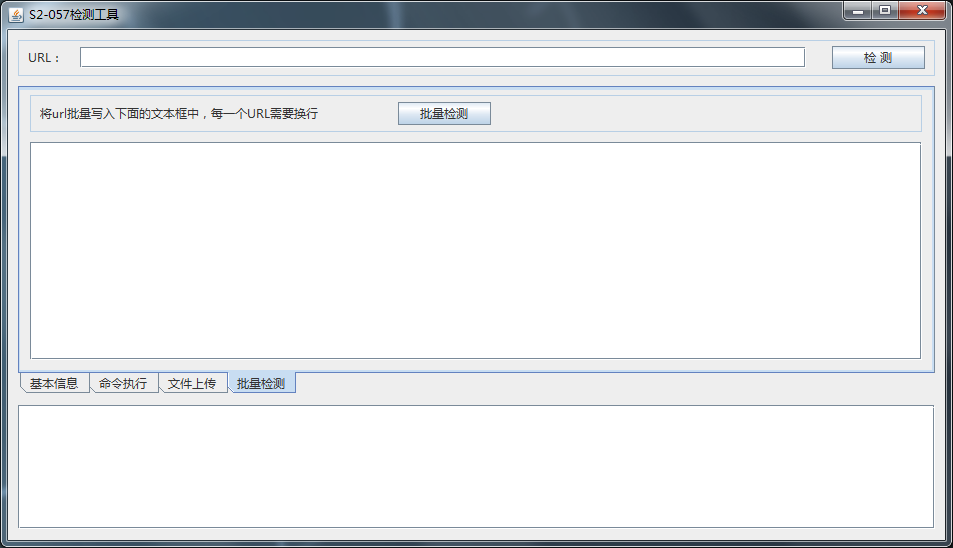 S2-057检测工具
URL：
检 测
将url批量写入下面的文本框中，每一个URL需要换行
批量检测
基本信息 命令执行 文件上传 批量检测